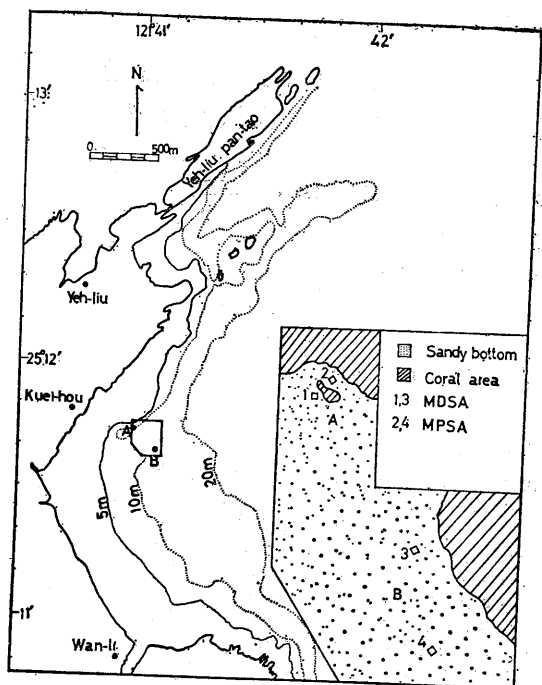 12°41′
42′
13′
N
0 500m
Yeh-liu pan-tao
Yeh-liu
25°12′
Kuei-hou
A
B
5m
10m
20m
11′
Wan-li
Sandy bottom
Coral area
1,3 MDSA
2,4 MPSA
2
1
A
3
B
4